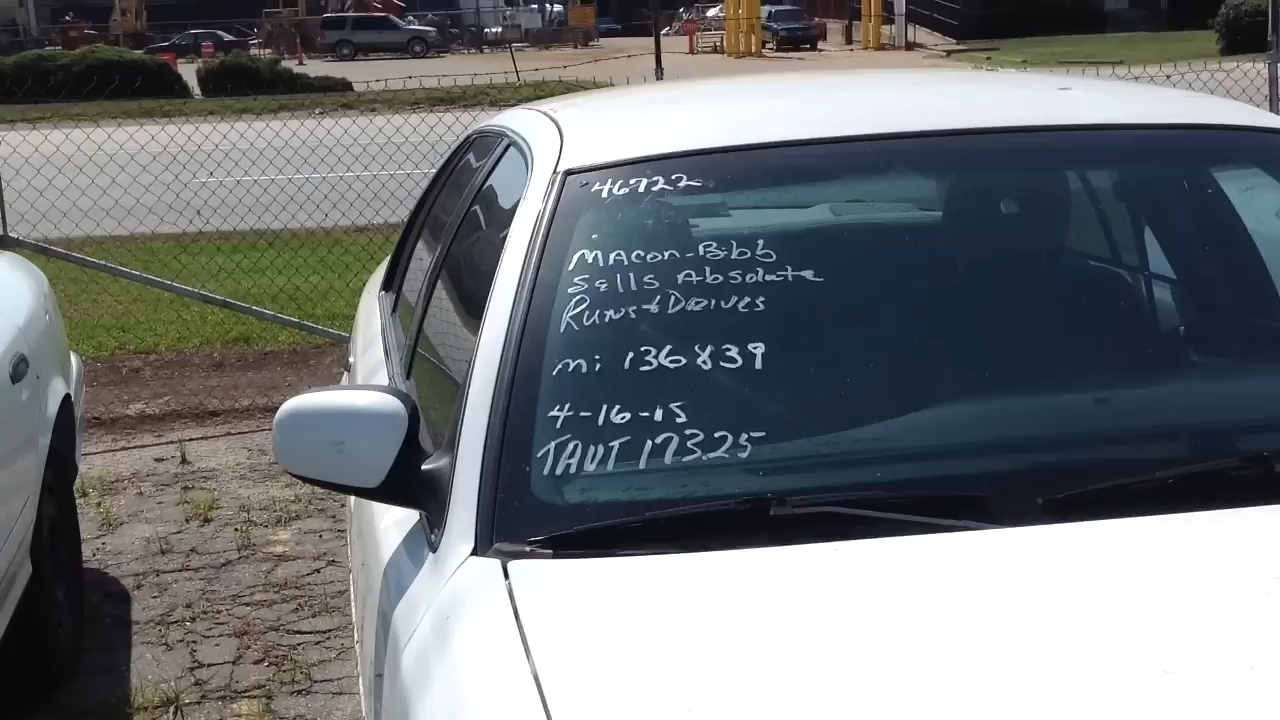 46722
MACON-Bibb
Sells Absolute
Runs & Drives
mi 136839
4-16-15
TAUT 17325